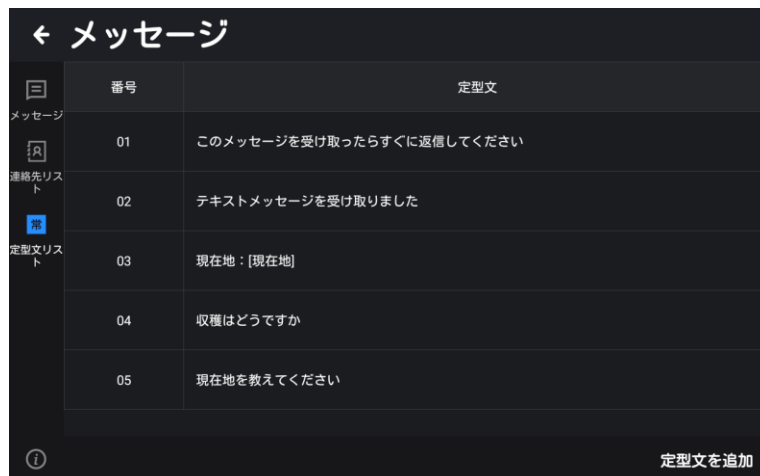 メッセージ
メッセージ
連絡先リス
ト
常
定型文リス
ト
番号 定型文
01 このメッセージを受け取ったらすぐに返信してください
02 テキストメッセージを受け取りました
03 現在地：[現在地]
04 収穫はどうですか
05 現在地を教えてください
定型文を追加